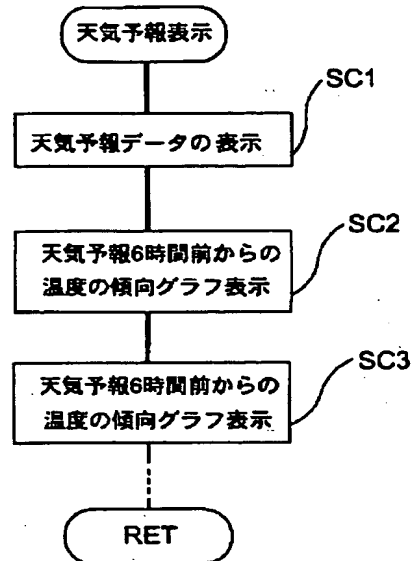 天気予報表示
SC1
天気予報データの表示
SC2
天気予報6時間前からの
温度の傾向グラフ表示
SC3
天気予報6時間前からの
温度の傾向グラフ表示
RET